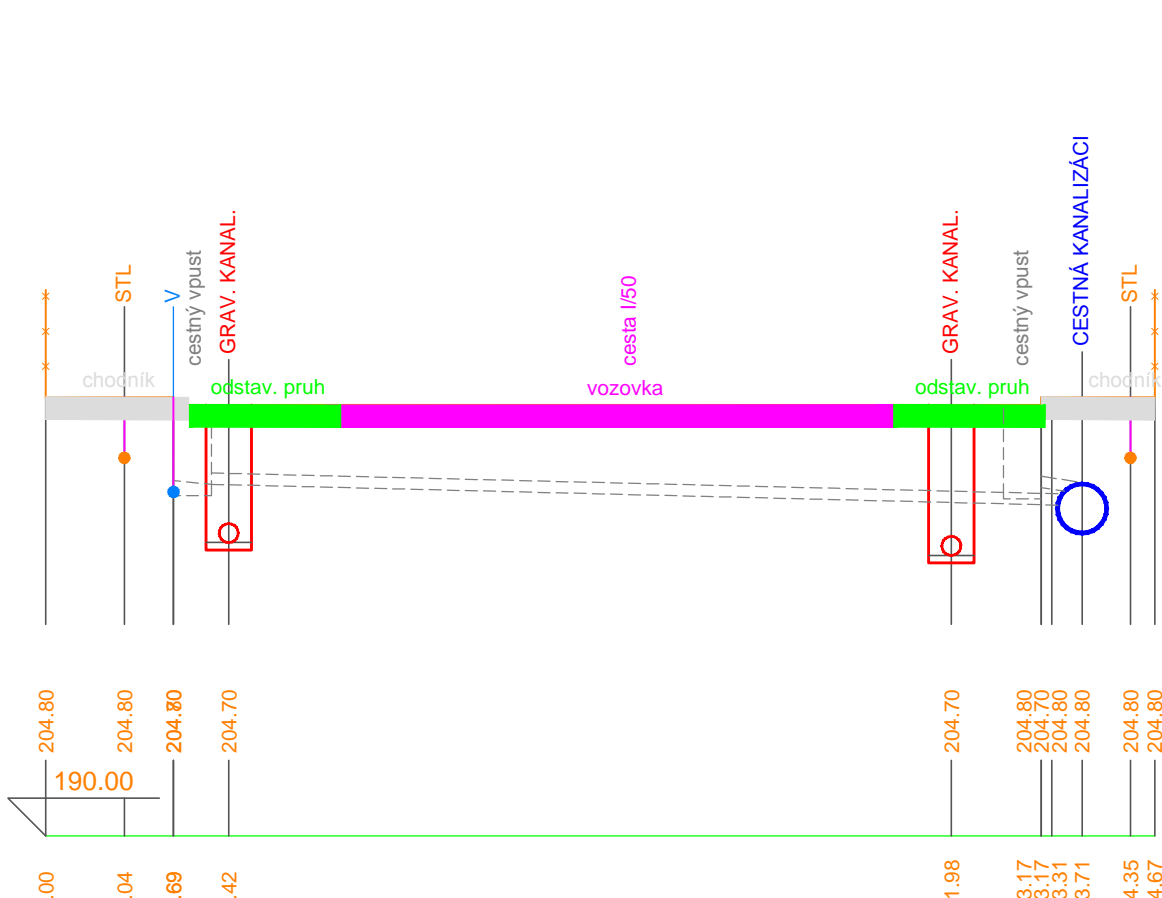 STL
V
cestný vpust
GRAV. KANAL.
cesta I/50
GRAV. KANAL.
cestný vpust
CESTNÁ KANALIZÁCI
STL
chodník
odstav. pruh
vozovka
odstav. pruh
chodník
204.80
204.80
204.70
204.70
204.80
204.70
204.80
204.80
204.80
204.80
190.00
.00
.04
.69
.42
1.98
3.17
3.17
3.31
3.71
4.35
4.67